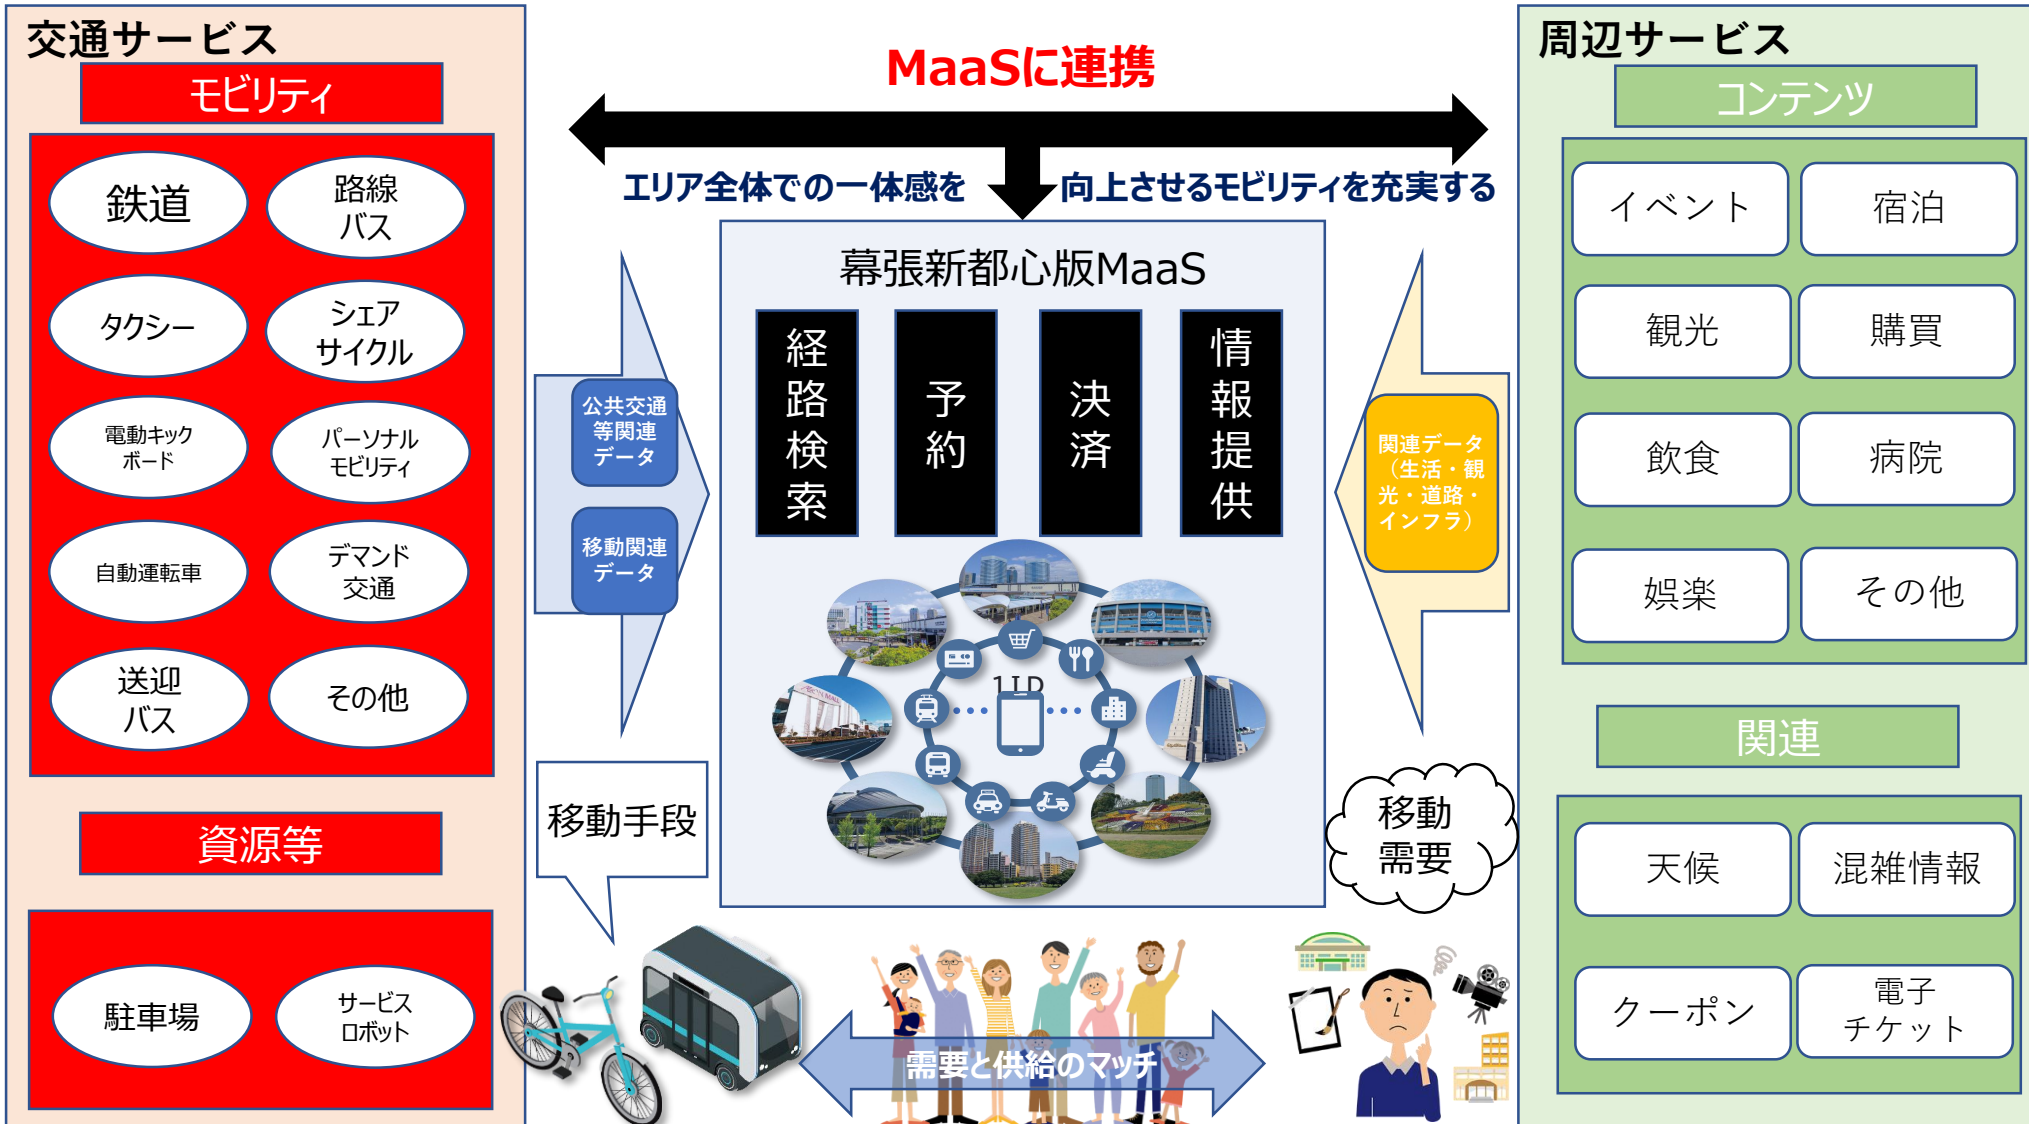 交通サービス
モビリティ
鉄道
路線
バス
タクシー
シェア
サイクル
電動キック
ボード
パーソナル
モビリティ
自動運転車
デマンド
交通
送迎
バス
その他
資源等
駐車場
サービス
ロボット
MaaSに連携
エリア全体での一体感を 向上させるモビリティを充実する
公共交通
等関連
データ
移動関連
データ
幕張新都心版MaaS
経路検索
予約
決済
情報提供
1ID
関連データ
（生活・観
光・道路・
インフラ）
移動手段
移動
需要
需要と供給のマッチ
周辺サービス
コンテンツ
イベント
宿泊
観光
購買
飲食
病院
娯楽
その他
関連
天候
混雑情報
クーポン
電子
チケット